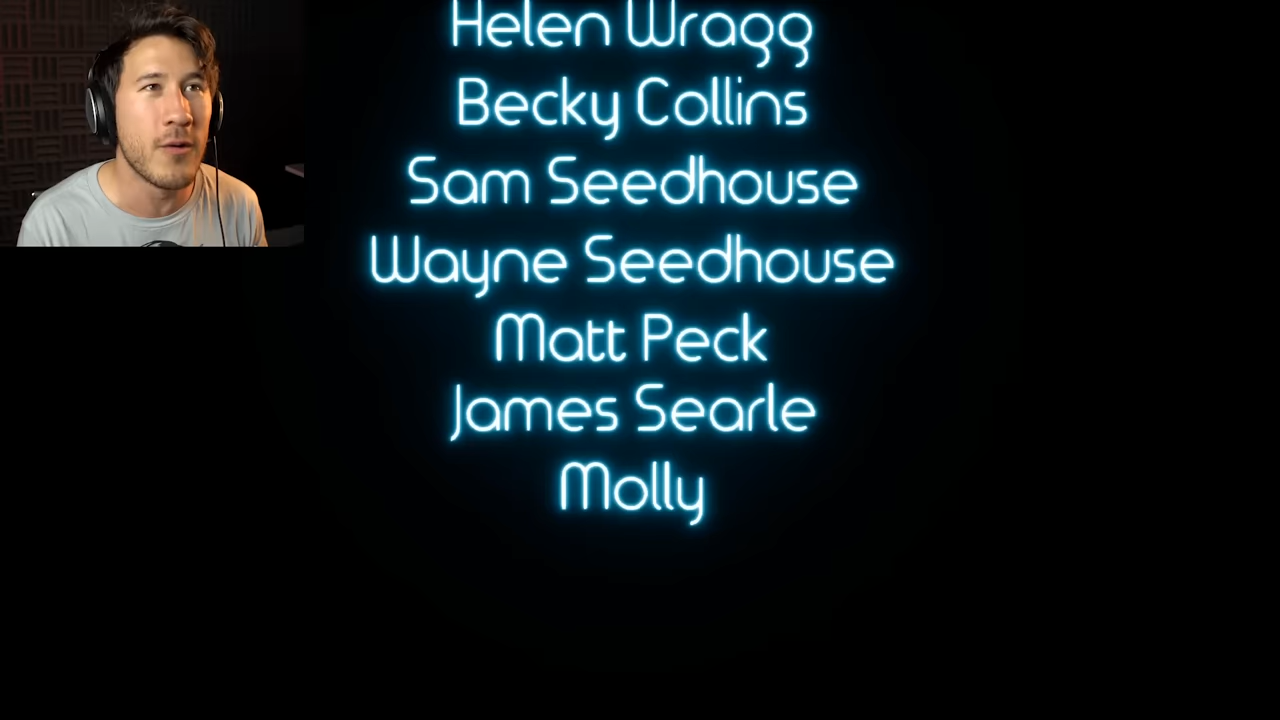 Helen Wragg
Becky Collins
Sam Seedhouse
Wayne Seedhouse
Matt Peck
James Searle
Molly